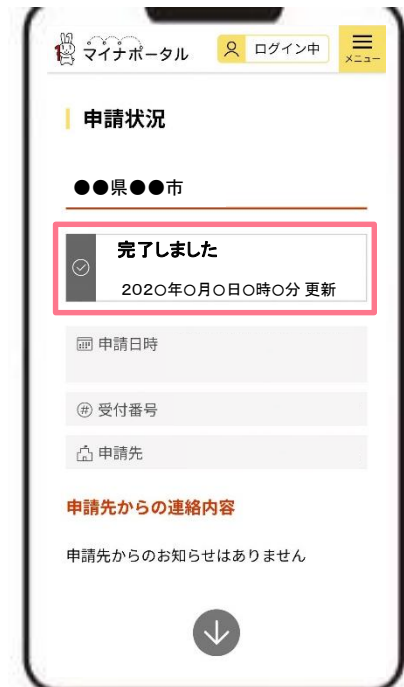 マイナポータル
ログイン中
メニュー
申請状況
●●県●●市
完了しました
202○年○月○日○時○分 更新
申請日時
# 受付番号
申請先
申請先からの連絡内容
申請先からのお知らせはありません